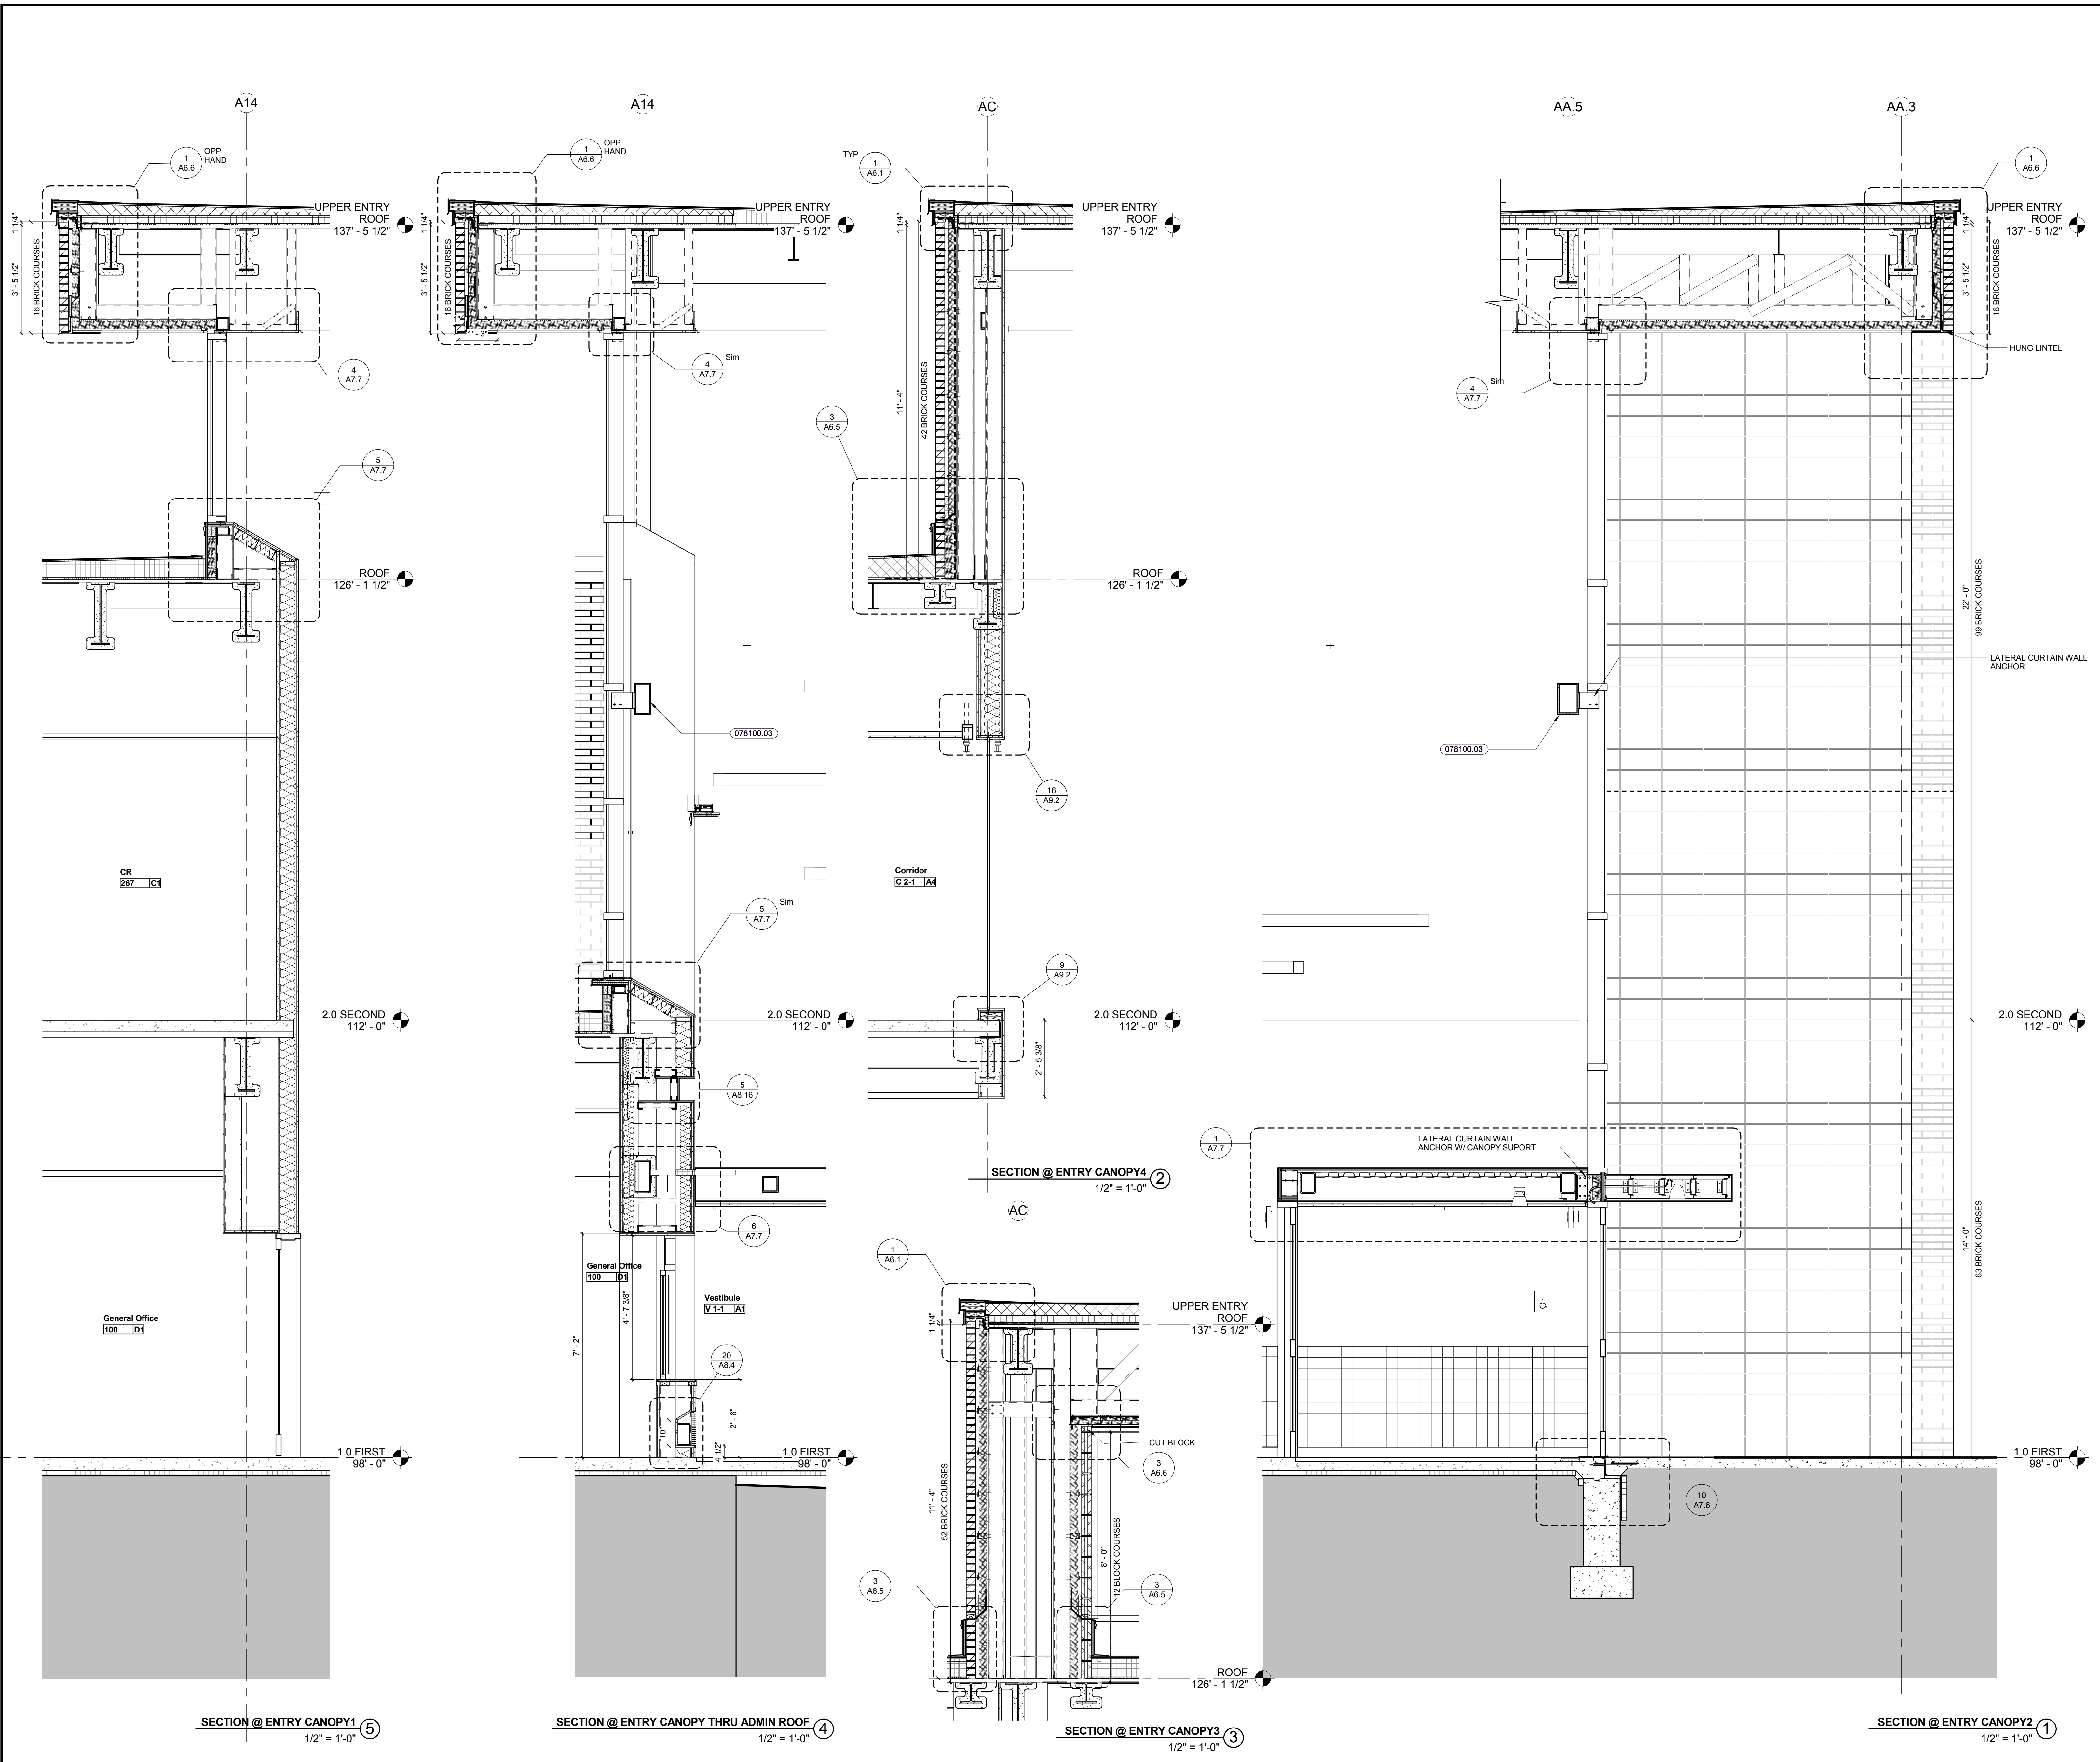 A14
1
A6.6
OPP
HAND
UPPER ENTRY
ROOF
137' - 5 1/2"
1 1/4"
3' - 5 1/2"
16 BRICK COURSES
4
A7.7
5
A7.7
ROOF
126' - 1 1/2"
CR
267 C1
2.0 SECOND
112' - 0"
General Office
100 D1
1.0 FIRST
98' - 0"
SECTION @ ENTRY CANOPY1
5
1/2" = 1'-0"
A14
1
A6.6
OPP
HAND
UPPER ENTRY
ROOF
137' - 5 1/2"
1 1/4"
3' - 5 1/2"
16 BRICK COURSES
1' - 3"
4
A7.7
Sim
078100.03
5
A7.7
Sim
2.0 SECOND
112' - 0"
5
A8.16
6
A7.7
General Office
100 D1
Vestibule
V 1-1 A1
4' - 7 3/8"
7' - 2"
20
A8.4
2' - 6"
10"
4 1/2"
1.0 FIRST
98' - 0"
SECTION @ ENTRY CANOPY THRU ADMIN ROOF
4
1/2" = 1'-0"
AC
TYP
1
A6.1
UPPER ENTRY
ROOF
137' - 5 1/2"
1 1/4"
11' - 4"
42 BRICK COURSES
3
A6.5
ROOF
126' - 1 1/2"
16
A9.2
Corridor
C 2-1 A4
9
A9.2
2.0 SECOND
112' - 0"
2' - 5 3/8"
SECTION @ ENTRY CANOPY4
2
1/2" = 1'-0"
AC
1
A6.1
UPPER ENTRY
ROOF
137' - 5 1/2"
1 1/4"
CUT BLOCK
3
A6.6
11' - 4"
52 BRICK COURSES
8' - 0"
12 BLOCK COURSES
3
A6.5
3
A6.5
ROOF
126' - 1 1/2"
SECTION @ ENTRY CANOPY3
3
1/2" = 1'-0"
AA.5
AA.3
1
A6.6
UPPER ENTRY
ROOF
137' - 5 1/2"
1 1/4"
3' - 5 1/2"
16 BRICK COURSES
HUNG LINTEL
4
A7.7
Sim
22' - 0"
99 BRICK COURSES
LATERAL CURTAIN WALL
ANCHOR
078100.03
2.0 SECOND
112' - 0"
1
A7.7
LATERAL CURTAIN WALL
ANCHOR W/ CANOPY SUPORT
14' - 0"
63 BRICK COURSES
1.0 FIRST
98' - 0"
10
A7.6
SECTION @ ENTRY CANOPY2
1
1/2" = 1'-0"